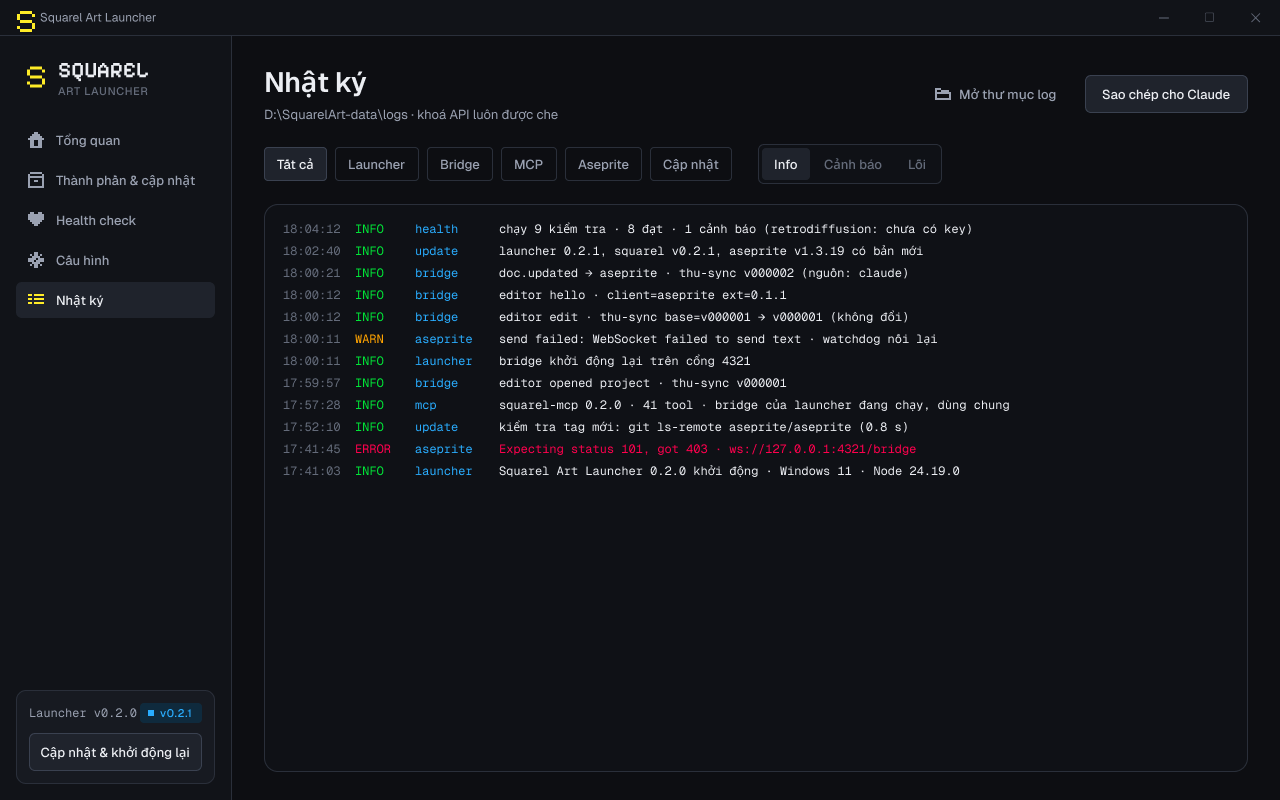 Squarel Art Launcher
SQUAREL
ART LAUNCHER
Tổng quan
Thành phần & cập nhật
Health check
Cấu hình
Nhật ký
Launcher v0.2.0 v0.2.1
Cập nhật & khởi động lại
Nhật ký
D:\SquarelArt-data\logs · khoá API luôn được che
Mở thư mục log
Sao chép cho Claude
Tất cả Launcher Bridge MCP Aseprite Cập nhật Info Cảnh báo Lỗi
18:04:12 INFO health chạy 9 kiểm tra · 8 đạt · 1 cảnh báo (retrodiffusion: chưa có key)
18:02:40 INFO update launcher 0.2.1, squarel v0.2.1, aseprite v1.3.19 có bản mới
18:00:21 INFO bridge doc.updated → aseprite · thu-sync v000002 (nguồn: claude)
18:00:12 INFO bridge editor hello · client=aseprite ext=0.1.1
18:00:12 INFO bridge editor edit · thu-sync base=v000001 → v000001 (không đổi)
18:00:11 WARN aseprite send failed: WebSocket failed to send text · watchdog nối lại
18:00:11 INFO launcher bridge khởi động lại trên cổng 4321
17:59:57 INFO bridge editor opened project · thu-sync v000001
17:57:28 INFO mcp squarel-mcp 0.2.0 · 41 tool · bridge của launcher đang chạy, dùng chung
17:52:10 INFO update kiểm tra tag mới: git ls-remote aseprite/aseprite (0.8 s)
17:41:45 ERROR aseprite Expecting status 101, got 403 · ws://127.0.0.1:4321/bridge
17:41:03 INFO launcher Squarel Art Launcher 0.2.0 khởi động · Windows 11 · Node 24.19.0